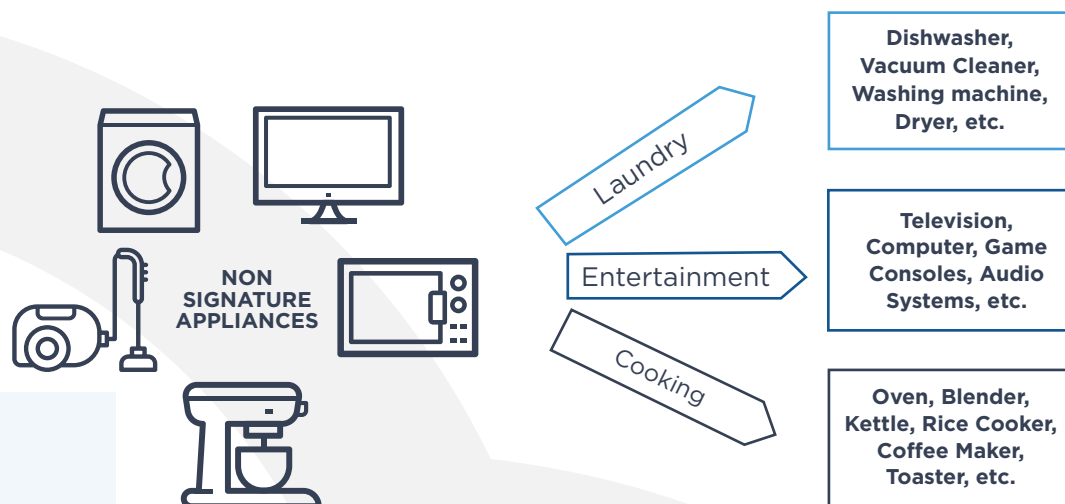 NON
SIGNATURE
APPLIANCES
Laundry
Dishwasher,
Vacuum Cleaner,
Washing machine,
Dryer, etc.
Entertainment
Television,
Computer, Game
Consoles, Audio
Systems, etc.
Cooking
Oven, Blender,
Kettle, Rice Cooker,
Coffee Maker,
Toaster, etc.